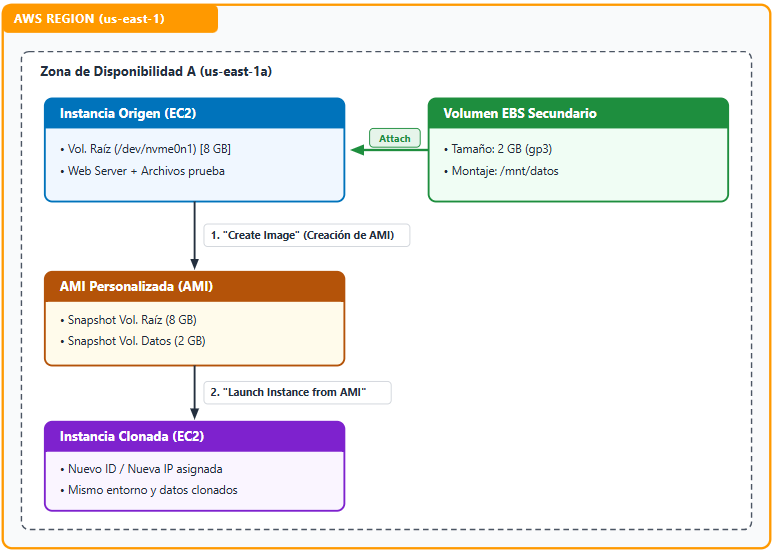 AWS REGION (us-east-1)
Zona de Disponibilidad A (us-east-1a)
Instancia Origen (EC2)
• Vol. Raíz (/dev/nvme0n1) [8 GB]
• Web Server + Archivos prueba
Attach
Volumen EBS Secundario
• Tamaño: 2 GB (gp3)
• Montaje: /mnt/datos
1. "Create Image" (Creación de AMI)
AMI Personalizada (AMI)
• Snapshot Vol. Raíz (8 GB)
• Snapshot Vol. Datos (2 GB)
2. "Launch Instance from AMI"
Instancia Clonada (EC2)
• Nuevo ID / Nueva IP asignada
• Mismo entorno y datos clonados